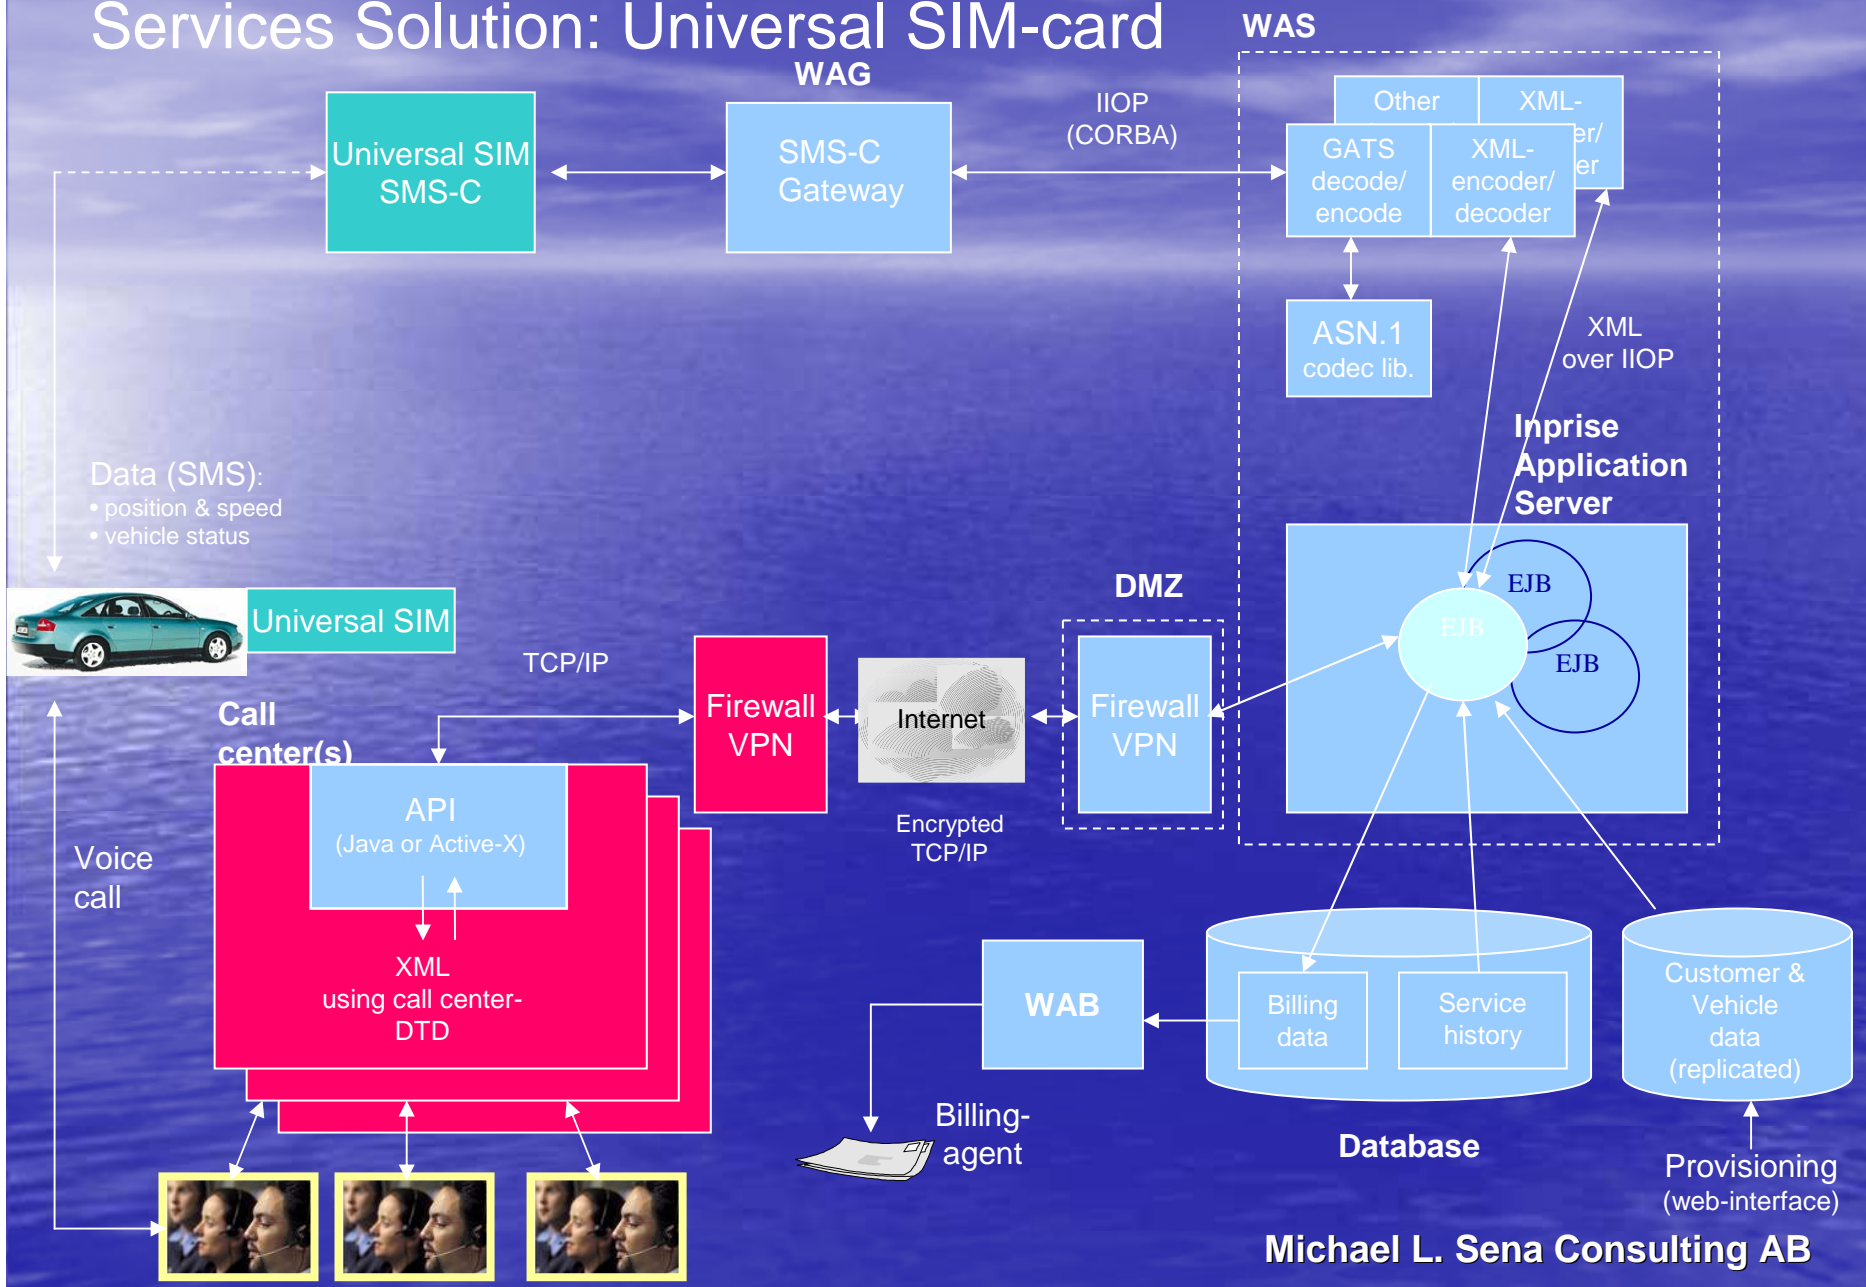 Services Solution: Universal SIM-card
WAS
WAG
Universal SIM
SMS-C
SMS-C
Gateway
IIOP
(CORBA)
Other
XML-
er/
er
GATS
decode/
encode
XML-
encoder/
decoder
ASN.1
codec lib.
XML
over IIOP
Inprise
Application
Server
Data (SMS):
• position & speed
• vehicle status
Universal SIM
DMZ
EJB
EJB
EJB
TCP/IP
Firewall
VPN
Internet
Firewall
VPN
Encrypted
TCP/IP
Call
center(s)
API
(Java or Active-X)
Voice
call
XML
using call center-
DTD
WAB
Billing
data
Service
history
Customer &
Vehicle
data
(replicated)
Billing-
agent
Database
Provisioning
(web-interface)
Michael L. Sena Consulting AB